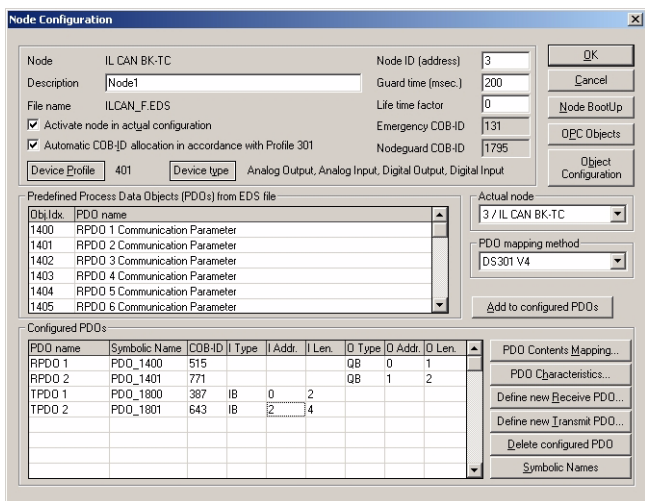 Node Configuration
Node IL CAN BK-TC
Node ID (address) 3
OK
Description Node1
Guard time (msec.) 200
Cancel
File name ILCAN_F.EDS
Life time factor 0
Node BootUp
Activate node in actual configuration
Emergency COB-ID 131
OPC Objects
Automatic COB-ID allocation in accordance with Profile 301
Nodeguard COB-ID 1795
Object Configuration
Device Profile 401 Device type Analog Output, Analog Input, Digital Output, Digital Input
Predefined Process Data Objects (PDOs) from EDS file
Obj.Idx. PDO name
1400 RPDO 1 Communication Parameter
1401 RPDO 2 Communication Parameter
1402 RPDO 3 Communication Parameter
1403 RPDO 4 Communication Parameter
1404 RPDO 5 Communication Parameter
1405 RPDO 6 Communication Parameter
Actual node
3 / IL CAN BK-TC
PDO mapping method
DS301 V4
Add to configured PDOs
Configured PDOs
PDO name Symbolic Name COB-ID I Type I Addr. I Len. O Type O Addr. O Len.
RPDO 1 PDO_1400 515 QB 0 1
RPDO 2 PDO_1401 771 QB 1 2
TPDO 1 PDO_1800 387 IB 0 2
TPDO 2 PDO_1801 643 IB 2 4
PDO Contents Mapping...
PDO Characteristics...
Define new Receive PDO...
Define new Transmit PDO...
Delete configured PDO
Symbolic Names